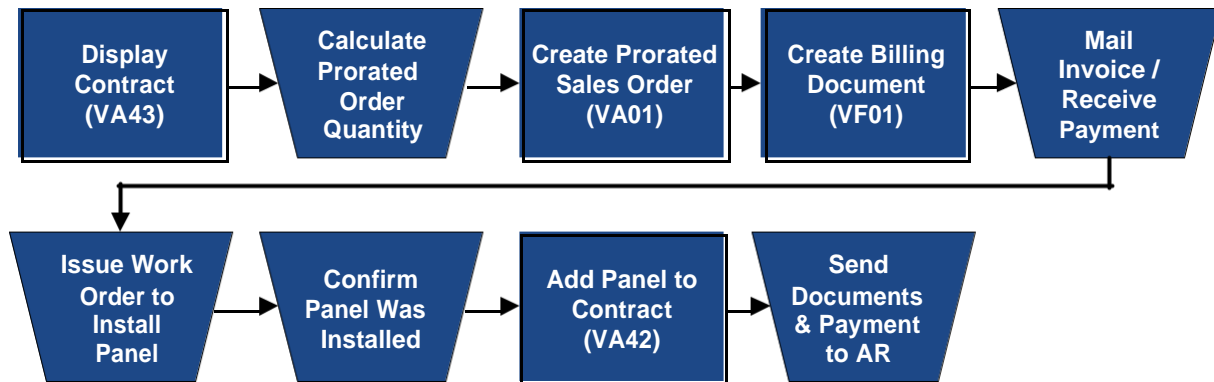 Display
Contract
(VA43)
Calculate
Prorated
Order
Quantity
Create Prorated
Sales Order
(VA01)
Create Billing
Document
(VF01)
Mail
Invoice /
Receive
Payment
Issue Work
Order to
Install
Panel
Confirm
Panel Was
Installed
Add Panel to
Contract
(VA42)
Send
Documents
& Payment
to AR